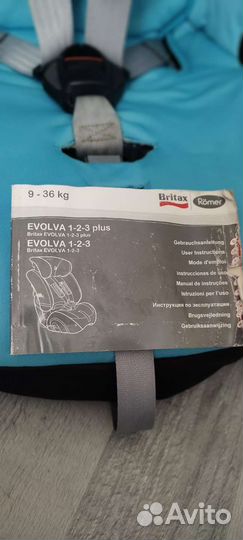 9 - 36 kg
Britax
Römer
EVOLVA 1-2-3 plus
Britax EVOLVA 1-2-3 plus
EVOLVA 1-2-3
Britax EVOLVA 1-2-3
Gebrauchsanleitung
User Instructions
Mode d'emploi
Instrucciones de uso
Manual de instruções
Istruzioni per l'uso
Инструкция по эксплуатации
Brugsvejledning
Gebruiksaanwijzing
Avito